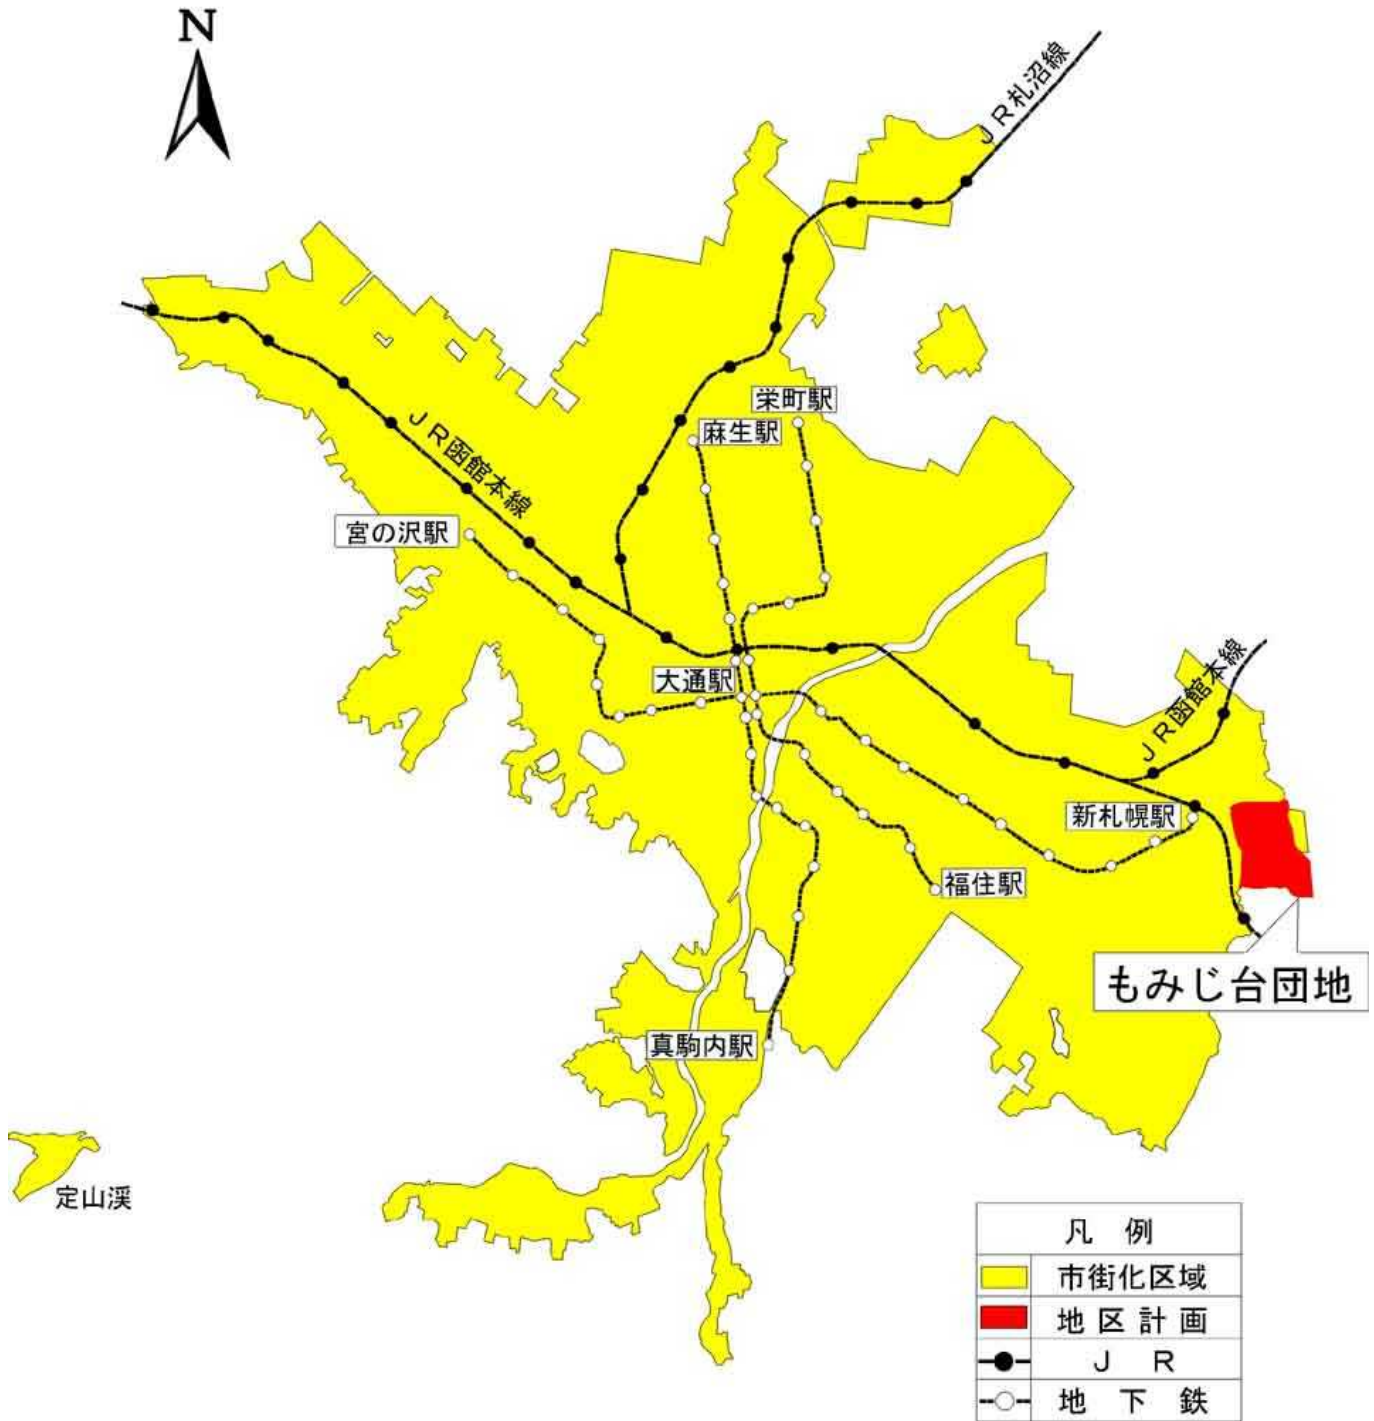 N
JR札沼線
栄町駅
麻生駅
JR函館本線
宮の沢駅
大通駅
JR函館本線
新札幌駅
福住駅
もみじ台団地
真駒内駅
定山渓
凡 例
市街化区域
地区計画
J R
地 下 鉄